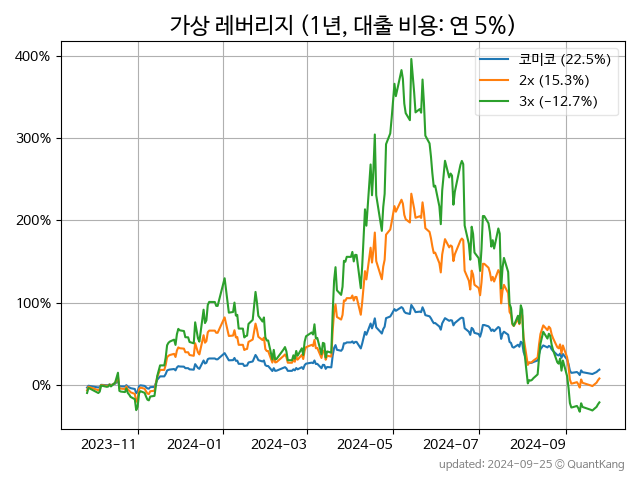 가상 레버리지 (1년, 대출 비용: 연 5%)
400%
300%
200%
100%
0%
코미코 (22.5%)
2x (15.3%)
3x (-12.7%)
2023-11
2024-01
2024-03
2024-05
2024-07
2024-09
updated: 2024-09-25 © QuantKang